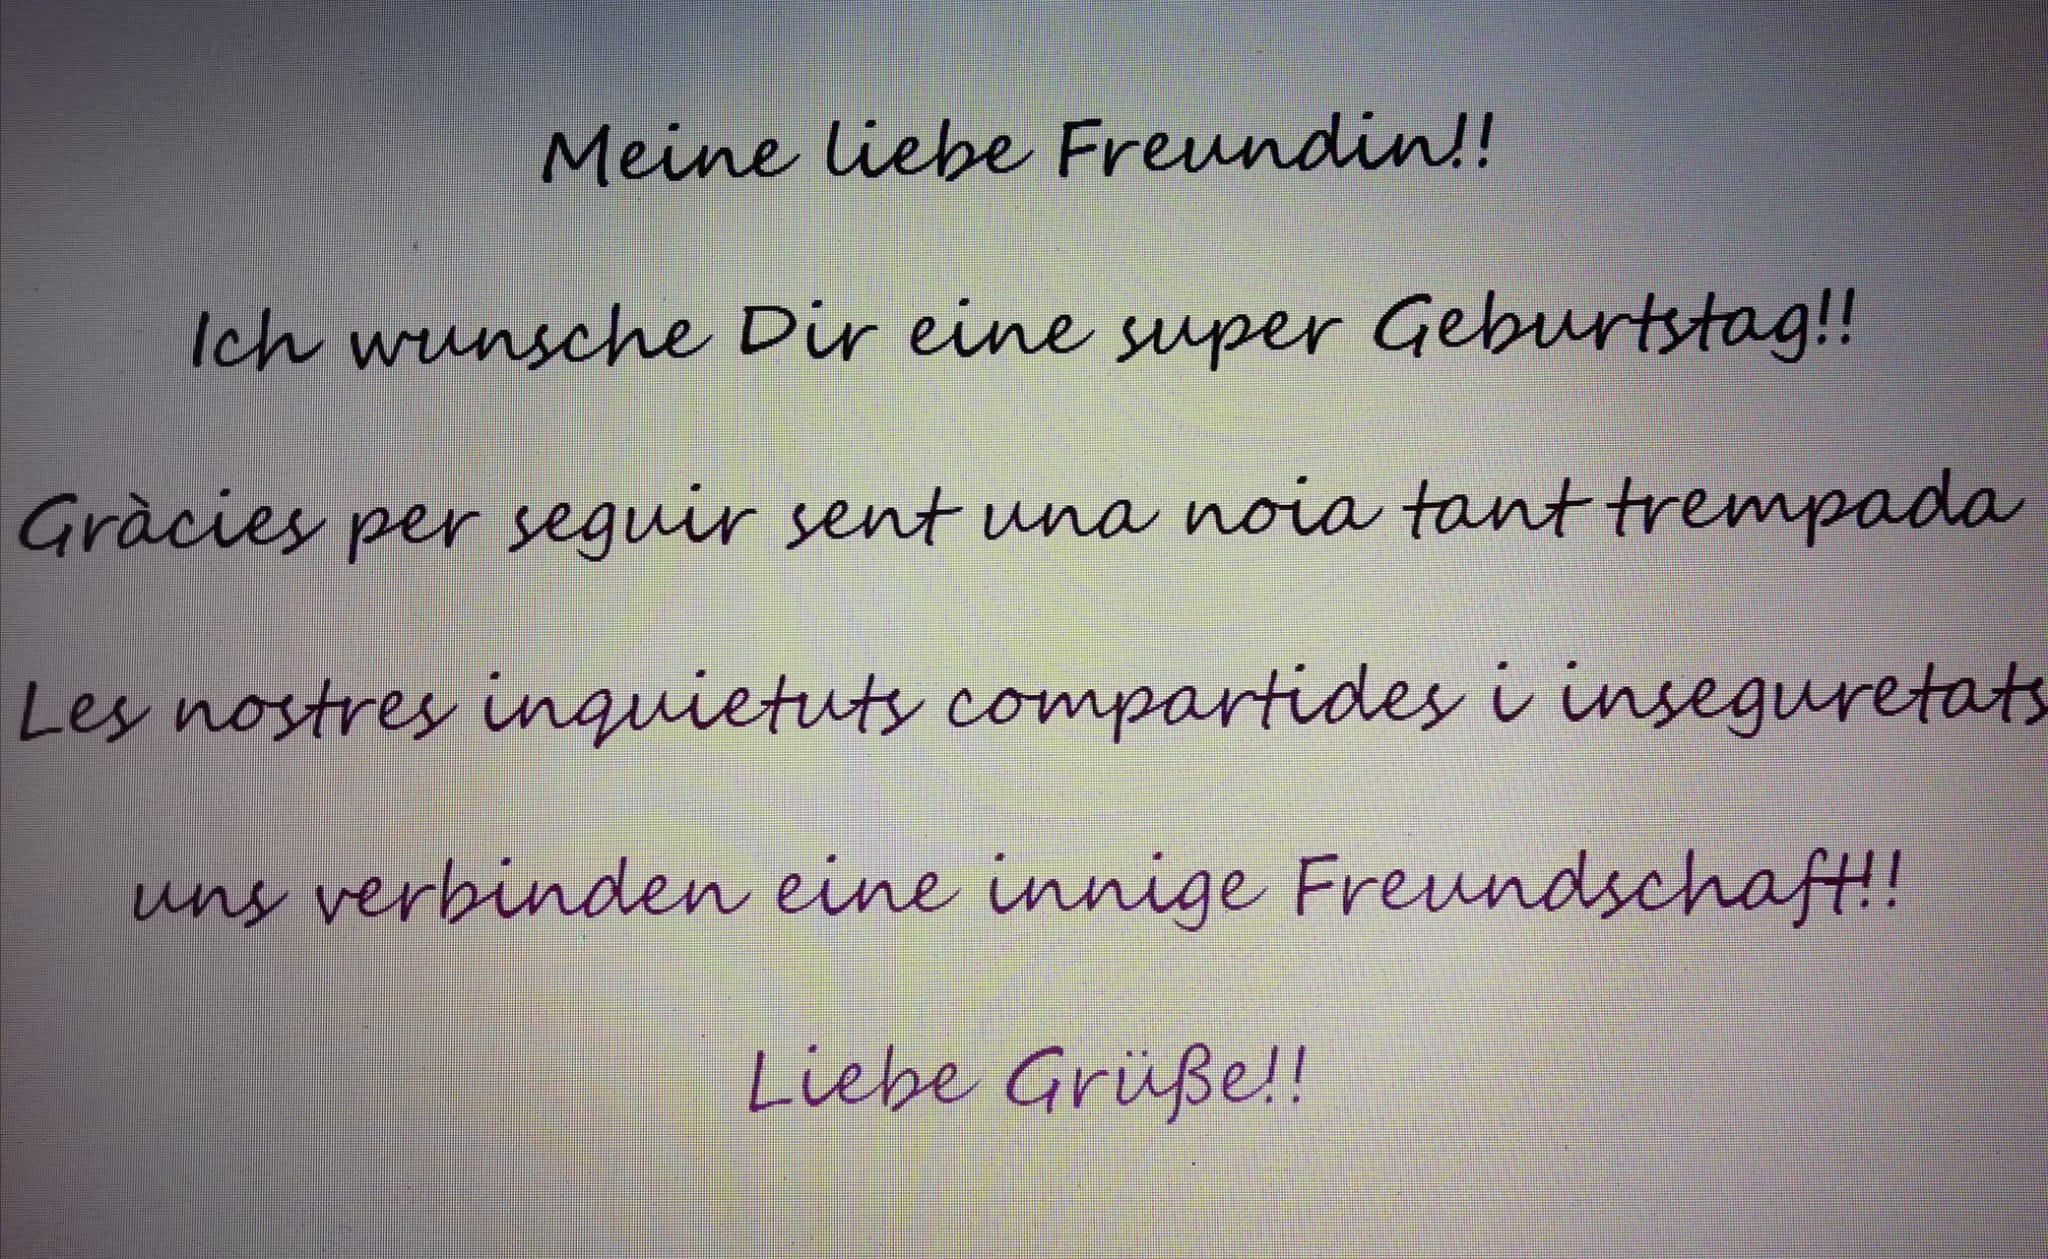 Meine liebe Freundin!!
Ich wunsche Dir eine super Geburtstag!!
Gràcies per seguir sent una noia tant trempada
Les nostres inquietuts compartides i inseguretats
uns verbinden eine innige Freundschaft!!
Liebe Grüße!!